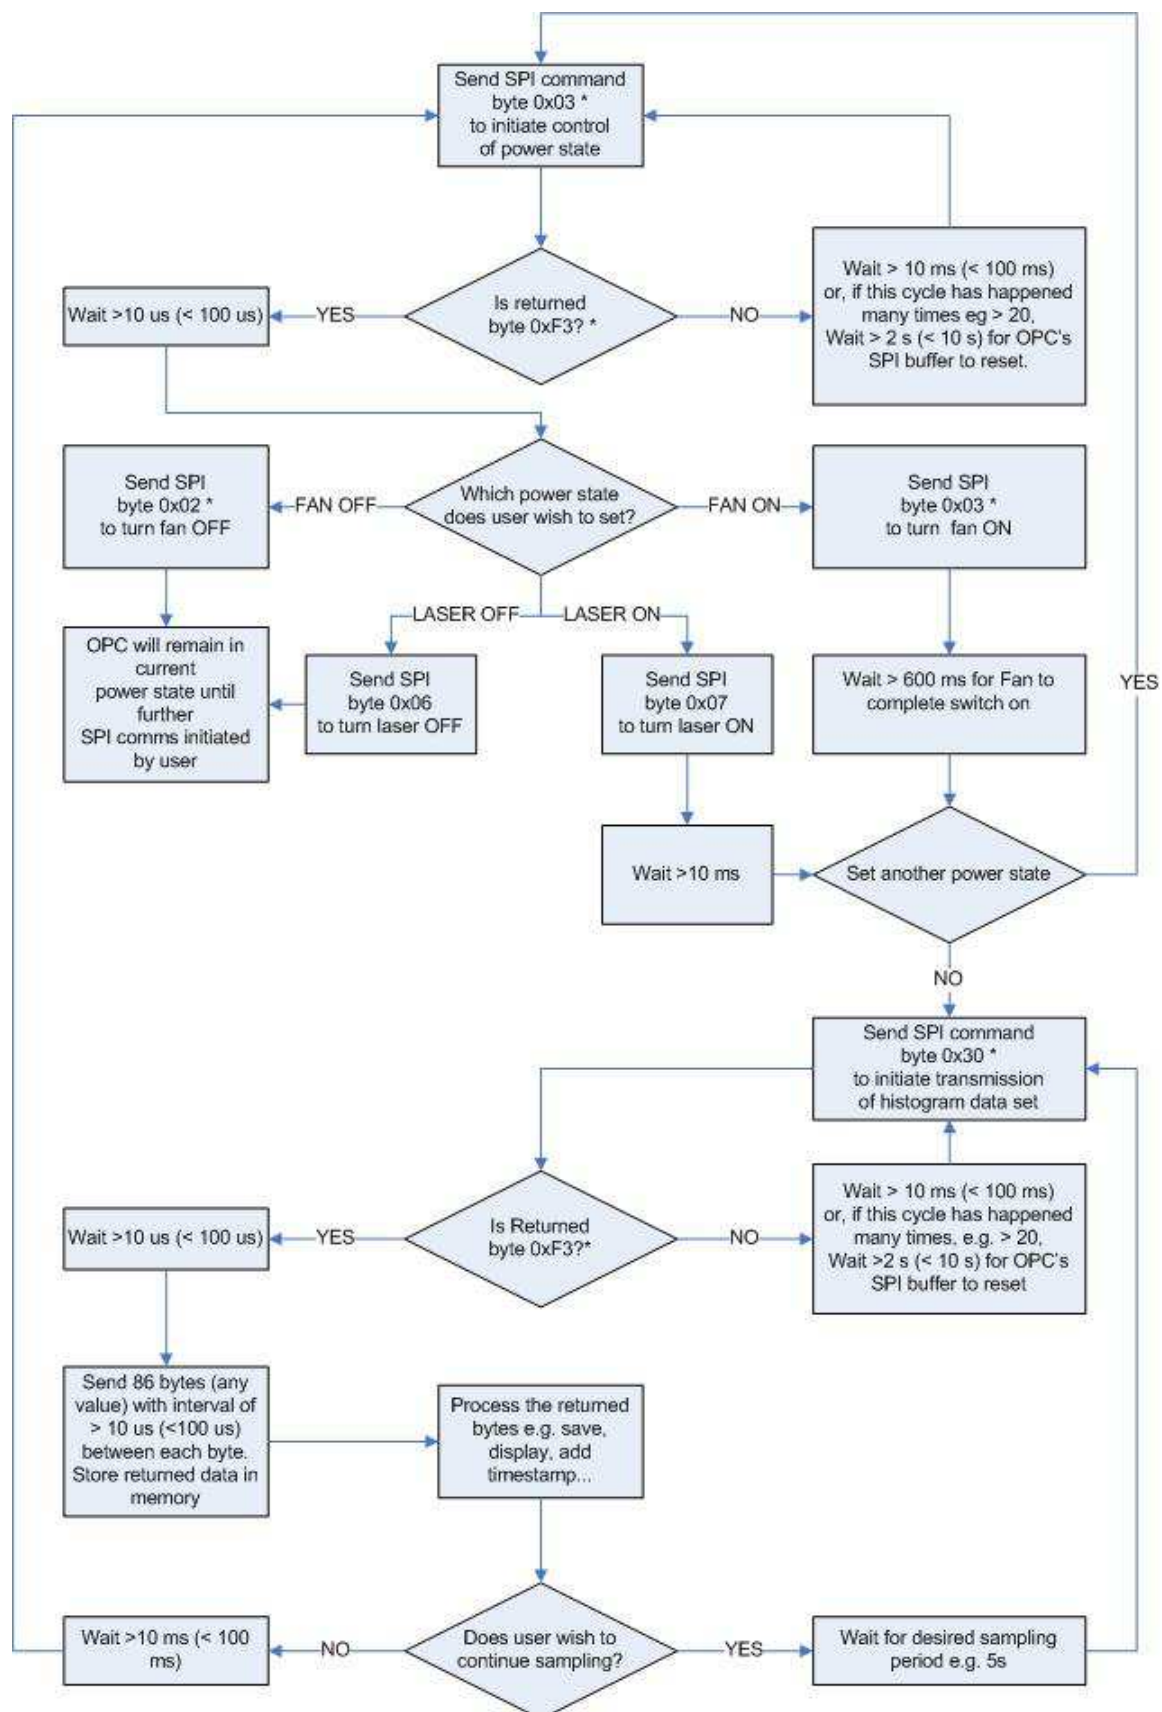 Send SPI command
byte 0x03 *
to initiate control
of power state
Is returned
byte 0xF3? *
YES
Wait >10 us (< 100 us)
NO
Wait > 10 ms (< 100 ms)
or, if this cycle has happened
many times eg > 20,
Wait > 2 s (< 10 s) for OPC's
SPI buffer to reset.
Which power state
does user wish to set?
FAN OFF
Send SPI
byte 0x02 *
to turn fan OFF
FAN ON
Send SPI
byte 0x03 *
to turn fan ON
LASER OFF
LASER ON
OPC will remain in
current
power state until
further
SPI comms initiated
by user
Send SPI
byte 0x06
to turn laser OFF
Send SPI
byte 0x07
to turn laser ON
Wait > 600 ms for Fan to
complete switch on
YES
Wait >10 ms
Set another power state
NO
Send SPI command
byte 0x30 *
to initiate transmission
of histogram data set
Is Returned
byte 0xF3?*
YES
Wait >10 us (< 100 us)
NO
Wait > 10 ms (< 100 ms)
or, if this cycle has happened
many times, e.g. > 20,
Wait >2 s (< 10 s) for OPC's
SPI buffer to reset
Send 86 bytes (any
value) with interval of
> 10 us (<100 us)
between each byte.
Store returned data in
memory
Process the returned
bytes e.g. save,
display, add
timestamp...
Does user wish to
continue sampling?
NO
Wait >10 ms (< 100
ms)
YES
Wait for desired sampling
period e.g. 5s